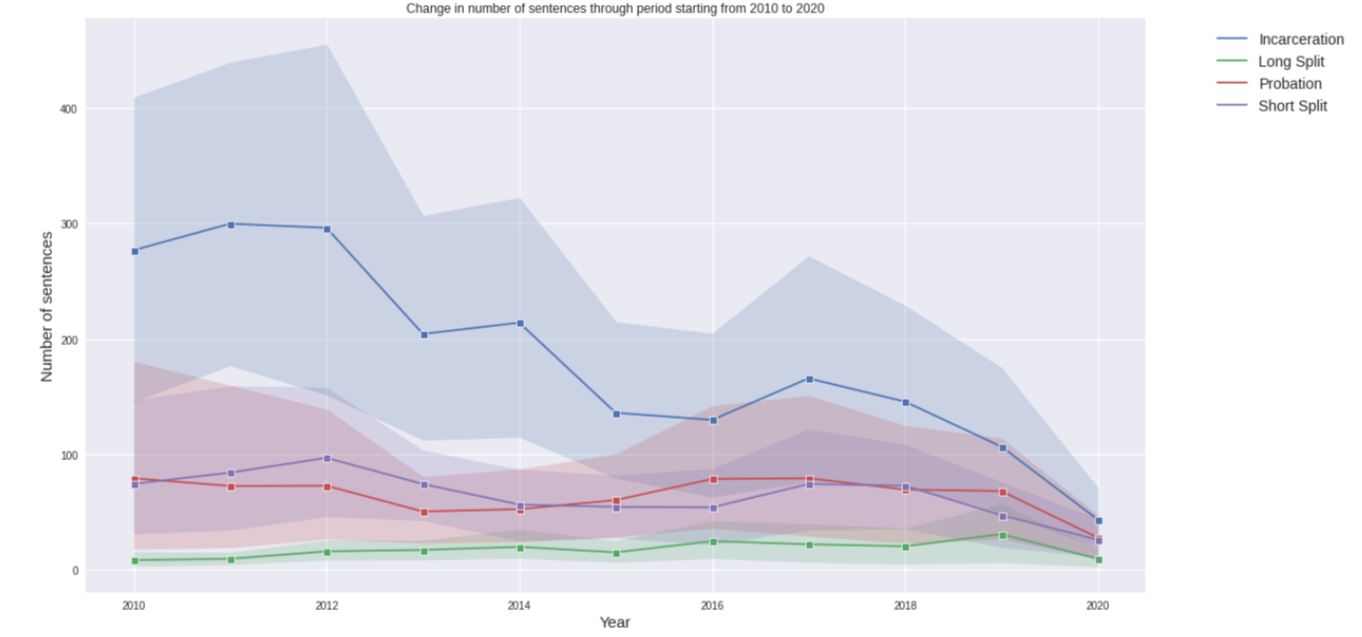 Change in number of sentences through period starting from 2010 to 2020
Incarceration
Long Split
Probation
Short Split
400
300
200
100
0
Number of sentences
2010 2012 2014 2016 2018 2020
Year